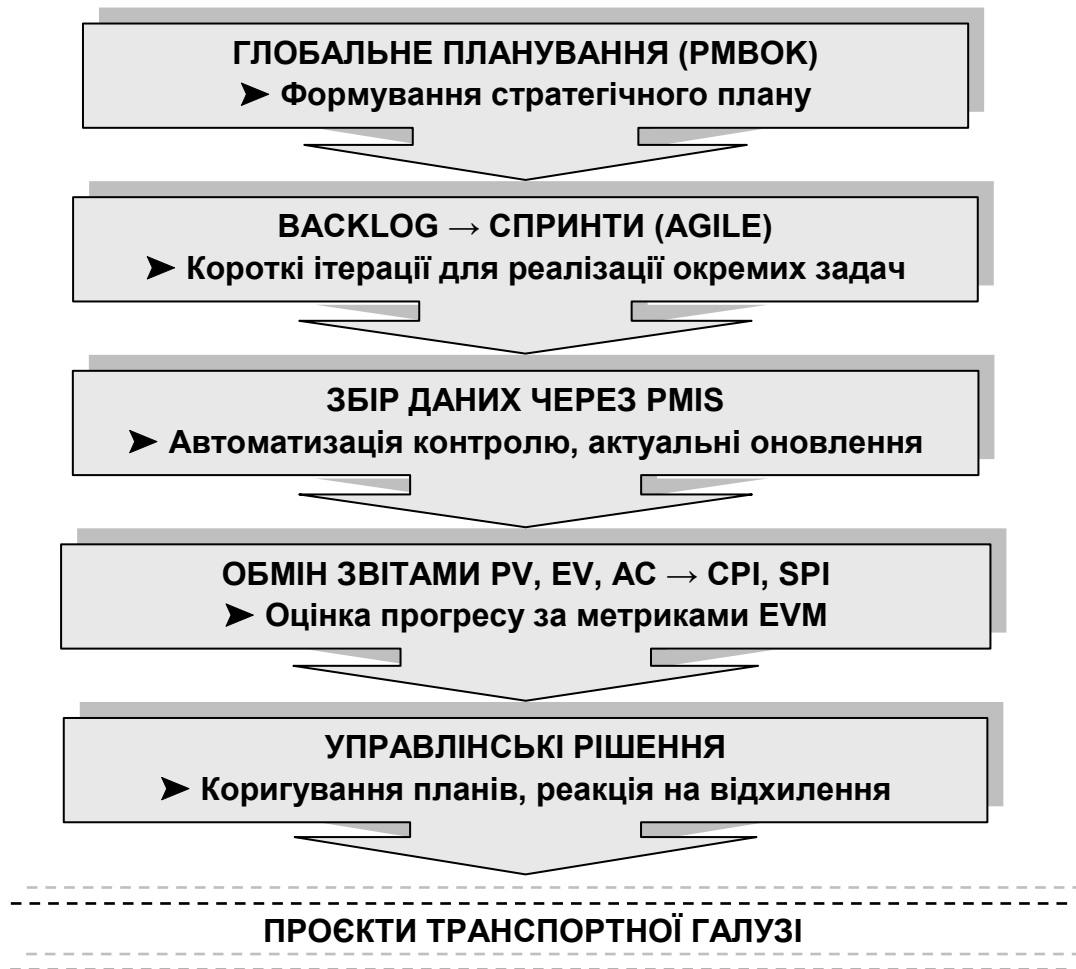 ГЛОБАЛЬНЕ ПЛАНУВАННЯ (PMBOK)
➤ Формування стратегічного плану
BACKLOG → СПРИНТИ (AGILE)
➤ Короткі ітерації для реалізації окремих задач
ЗБІР ДАНИХ ЧЕРЕЗ PMIS
➤ Автоматизація контролю, актуальні оновлення
ОБМІН ЗВІТАМИ PV, EV, AC → CPI, SPI
➤ Оцінка прогресу за метриками EVM
УПРАВЛІНСЬКІ РІШЕННЯ
➤ Коригування планів, реакція на відхилення
ПРОЄКТИ ТРАНСПОРТНОЇ ГАЛУЗІ